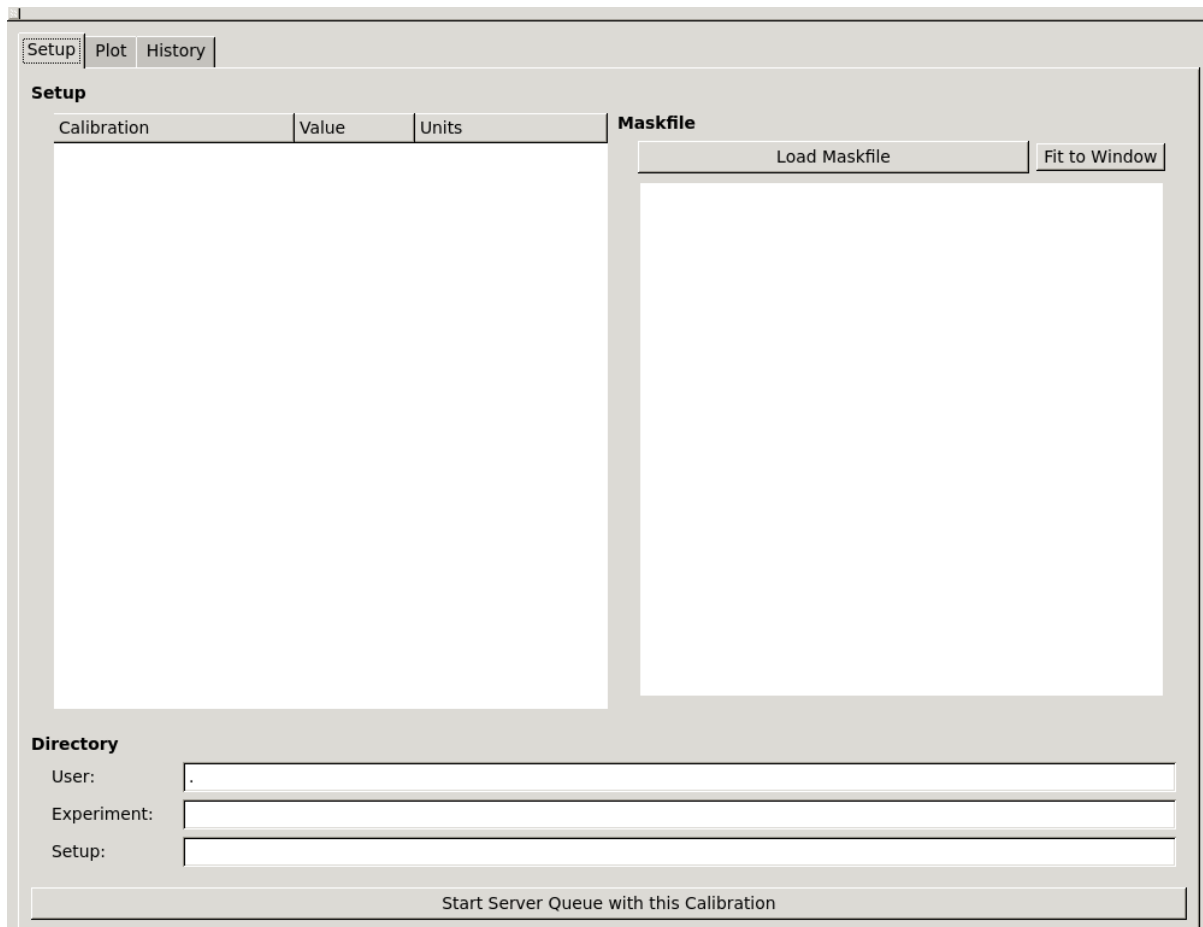 Setup Plot History
Setup
Calibration Value Units
Maskfile
Load Maskfile Fit to Window
Directory
User: .
Experiment:
Setup:
Start Server Queue with this Calibration